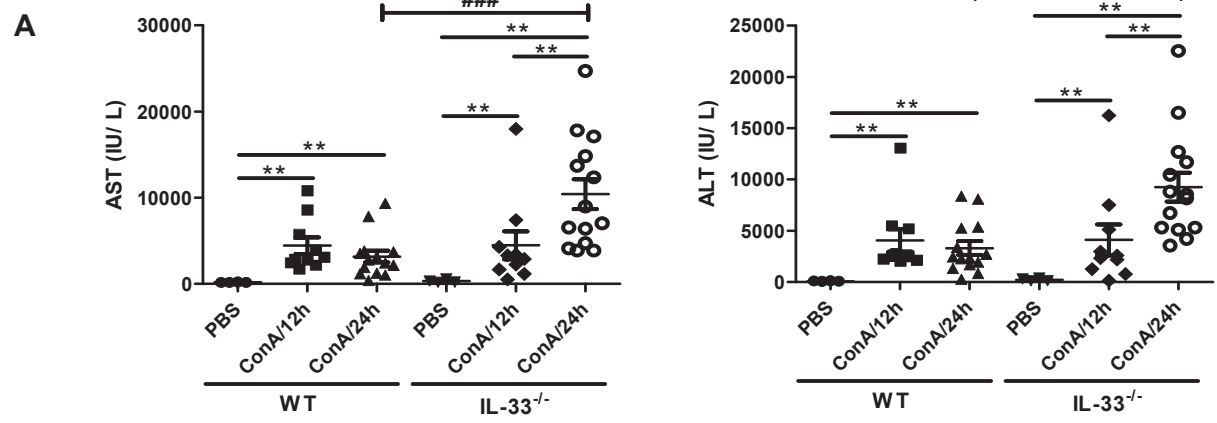 A
###
30000
20000
10000
0
AST (IU/ L)
**
**
**
**
**
PBS
ConA/12h
ConA/24h
PBS
ConA/12h
ConA/24h
WT
IL-33-/-
25000
20000
15000
10000
5000
0
ALT (IU/ L)
**
**
**
**
**
PBS
ConA/12h
ConA/24h
PBS
ConA/12h
ConA/24h
WT
IL-33-/-